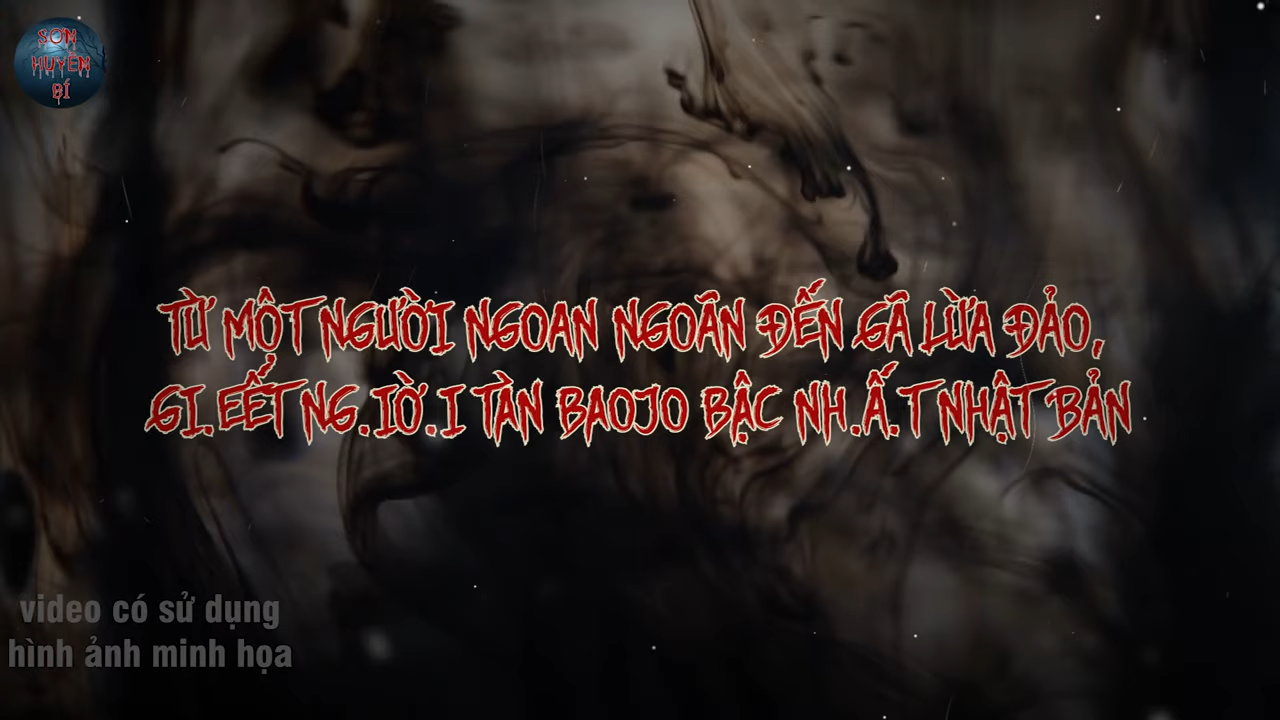 SƠN
HUYỀN
BÍ
TỪ MỘT NGƯỜI NGOAN NGOÃN ĐẾN GÃ LỪA ĐẢO,
GI.EẾT NG.IỜ.I TÀN BAOJO BẬC NH.Ấ.T NHẬT BẢN
video có sử dụng
hình ảnh minh họa